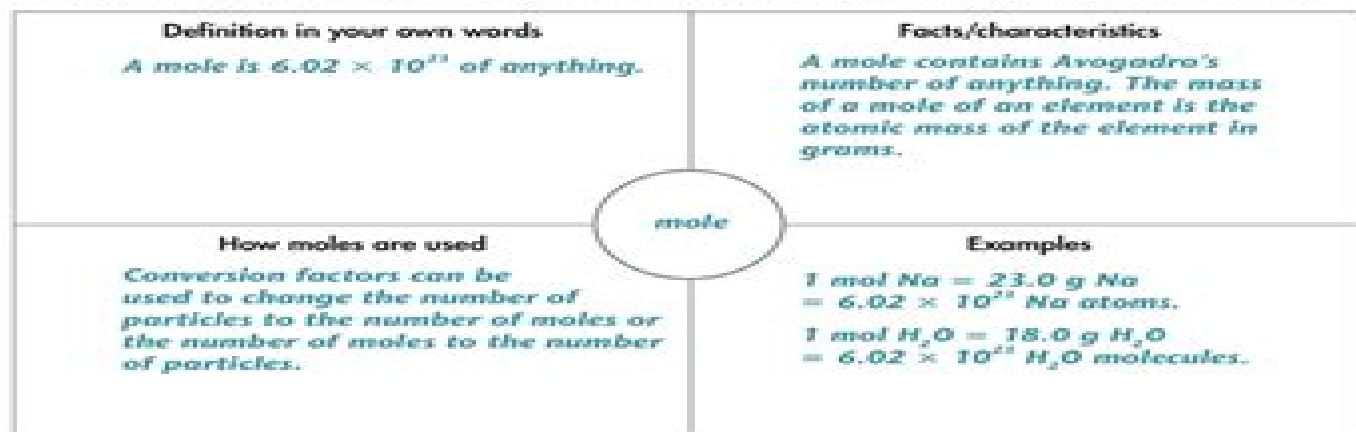 Definition in your own words
A mole is 6.02 × 10²³ of anything.
Facts/characteristics
A mole contains Avogadro's
number of anything. The mass
of a mole of an element is the
atomic mass of the element in
grams.
mole
How moles are used
Conversion factors can be
used to change the number of
particles to the number of moles or
the number of moles to the number
of particles.
Examples
1 mol Na = 23.0 g Na
= 6.02 × 10²³ Na atoms.
1 mol H₂O = 18.0 g H₂O
= 6.02 × 10²³ H₂O molecules.